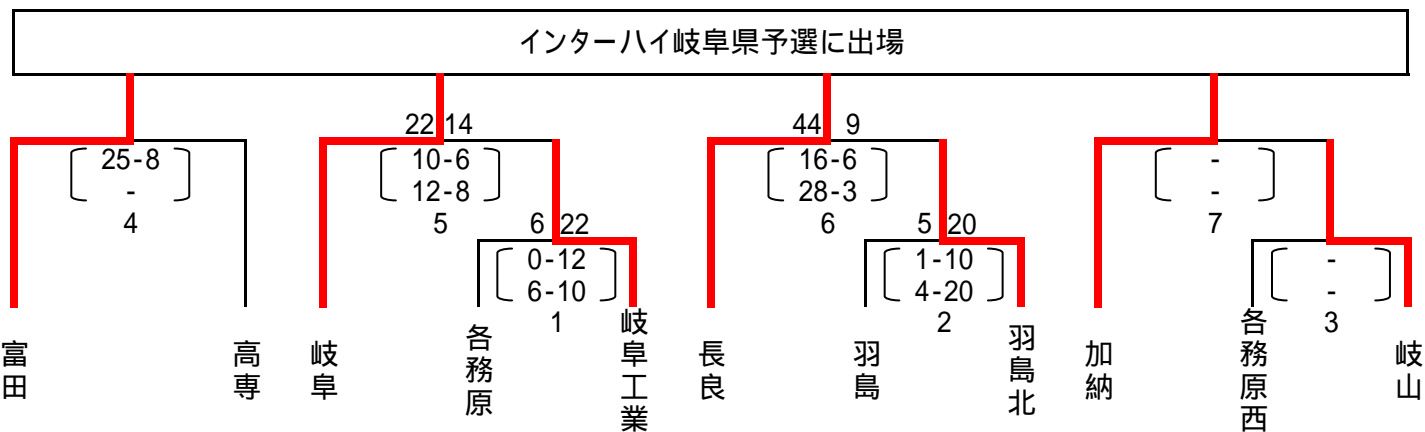 インターハイ岐阜県予選に出場
22 14
44 9
25-8
-
4
10-6
12-8
5
16-6
28-3
6
-
-
7
6 22
0-12
6-10
1
5 20
1-10
4-20
2
-
-
3
富田
高専
岐阜
各務原
岐阜工業
長良
羽島
羽島北
加納
各務原西
岐山